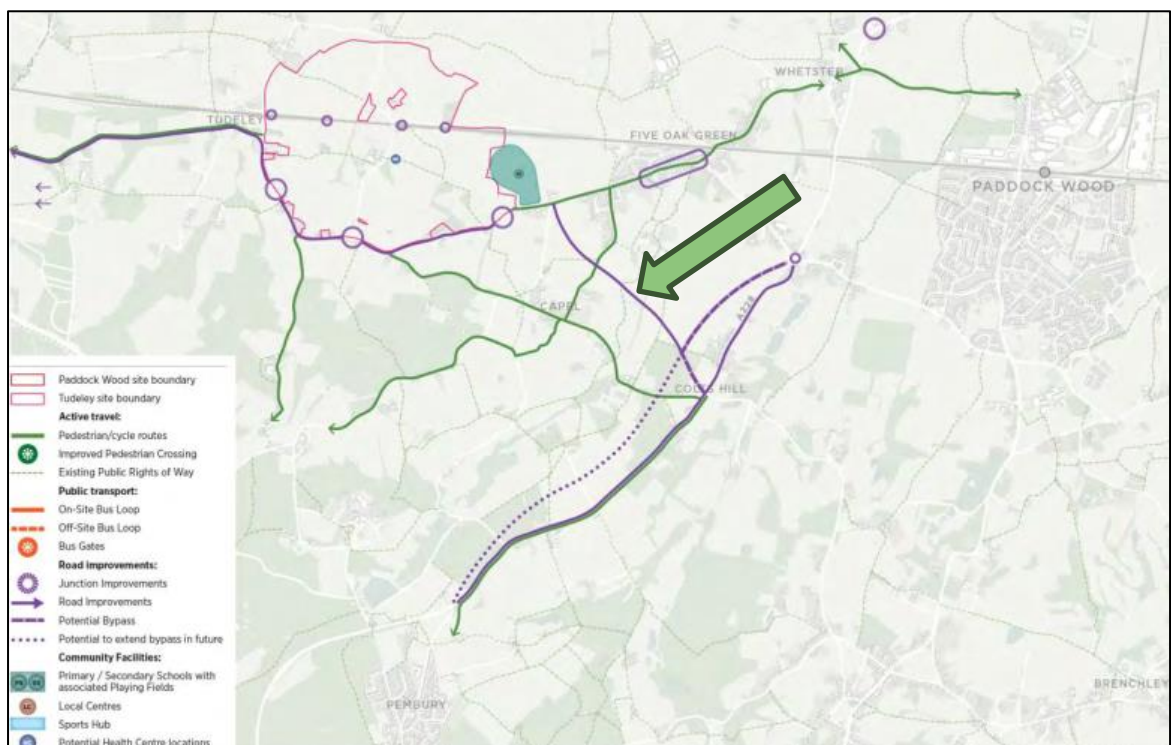 WHETSTED
TUDELEY
FIVE OAK GREEN
PADDOCK WOOD
CAPEL
A228
COLTS HILL
PEMBURY
BRENCHLEY
Paddock Wood site boundary
Tudeley site boundary
Active travel:
Pedestrian/cycle routes
Improved Pedestrian Crossing
Existing Public Rights of Way
Public transport:
On-Site Bus Loop
Off-Site Bus Loop
Bus Gates
Road improvements:
Junction Improvements
Road Improvements
Potential Bypass
Potential to extend bypass in future
Community Facilities:
PS SS Primary / Secondary Schools with
associated Playing Fields
LC Local Centres
Sports Hub
Potential Health Centre locations